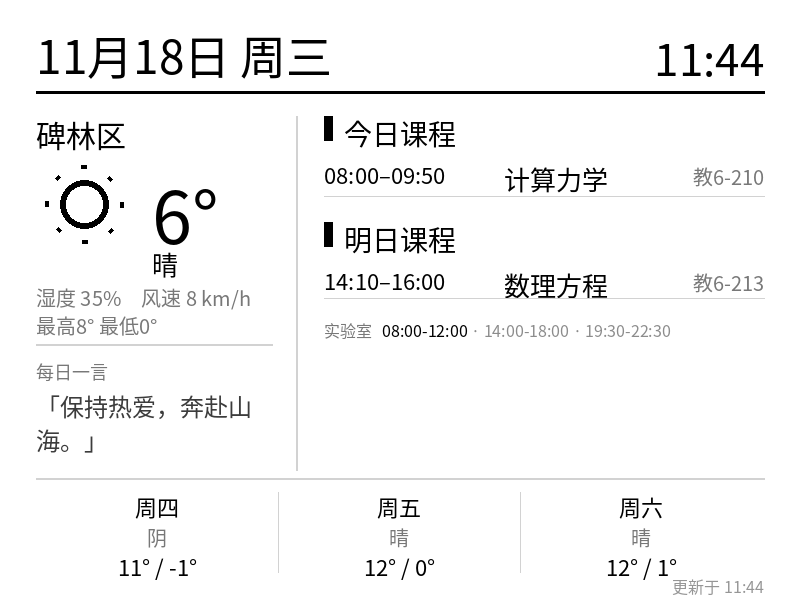 11月18日 周三
11:44
碑林区
6°
晴
湿度 35% 风速 8 km/h
最高8° 最低0°
每日一言
「保持热爱，奔赴山
海。」
今日课程
08:00–09:50 计算力学 教6-210
明日课程
14:10–16:00 数理方程 教6-213
实验室 08:00-12:00 · 14:00-18:00 · 19:30-22:30
周四
阴
11° / -1°
周五
晴
12° / 0°
周六
晴
12° / 1°
更新于 11:44